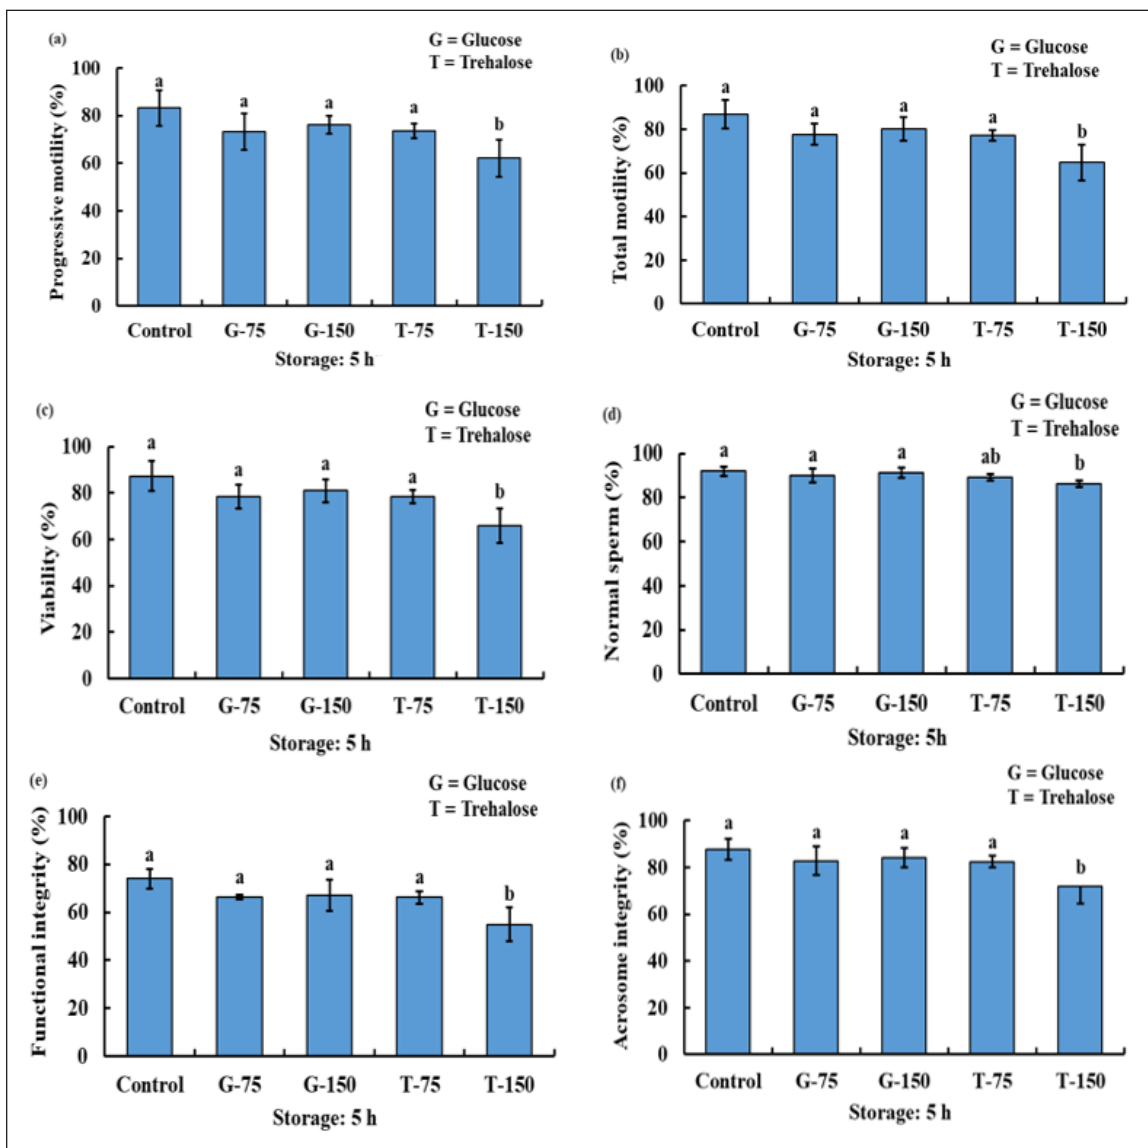 (a)
G = Glucose
T = Trehalose
Progressive motility (%)
100
80
60
40
20
0
a
a
a
a
b
Control G-75 G-150 T-75 T-150
Storage: 5 h
(b)
G = Glucose
T = Trehalose
Total motility (%)
100
80
60
40
20
0
a
a
a
a
b
Control G-75 G-150 T-75 T-150
Storage: 5 h
(c)
G = Glucose
T = Trehalose
Viability (%)
100
80
60
40
20
0
a
a
a
a
b
Control G-75 G-150 T-75 T-150
Storage: 5 h
(d)
G = Glucose
T = Trehalose
Normal sperm (%)
100
80
60
40
20
0
a
a
a
ab
b
Control G-75 G-150 T-75 T-150
Storage: 5h
(e)
G = Glucose
T = Trehalose
Functional integrity (%)
100
80
60
40
20
0
a
a
a
a
b
Control G-75 G-150 T-75 T-150
Storage: 5 h
(f)
G = Glucose
T = Trehalose
Acrosome integrity (%)
100
80
60
40
20
0
a
a
a
a
b
Control G-75 G-150 T-75 T-150
Storage: 5 h